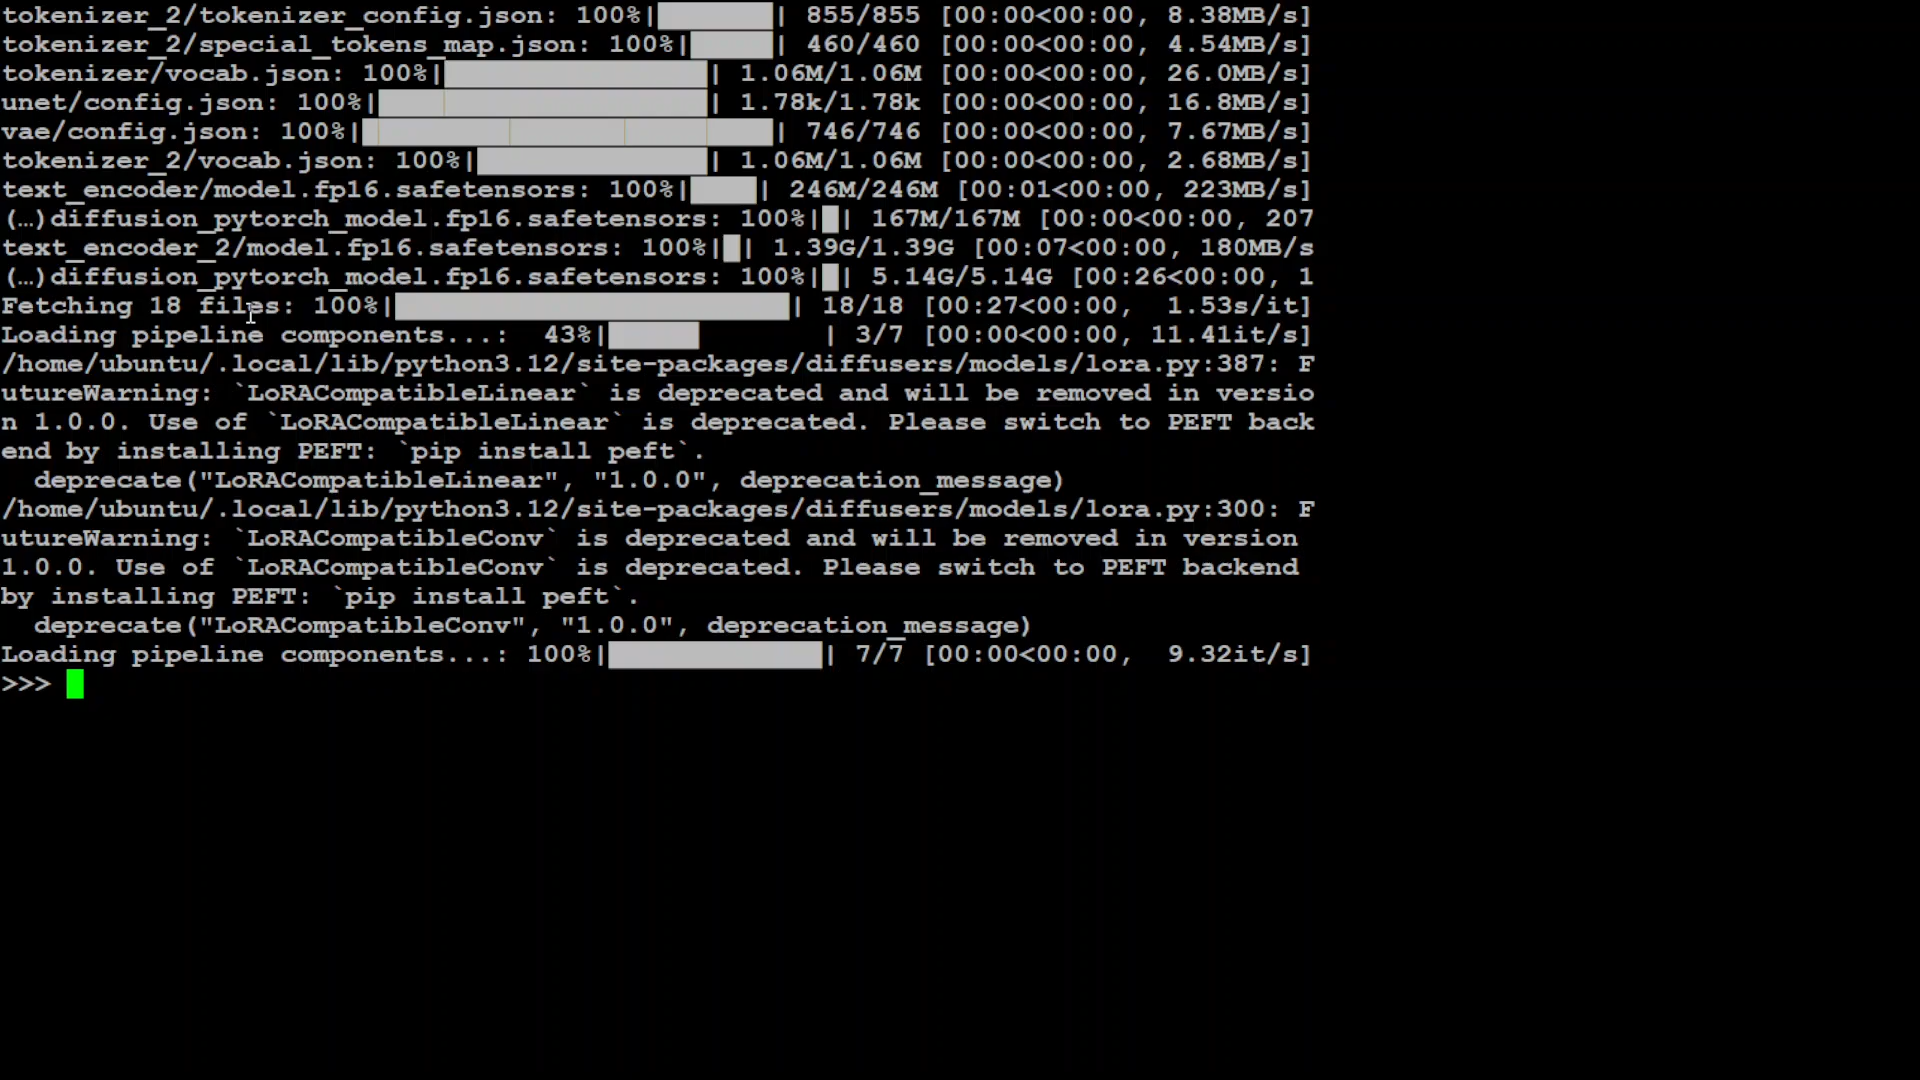 tokenizer_2/tokenizer_config.json: 100%|███████| 855/855 [00:00<00:00, 8.38MB/s]
tokenizer_2/special_tokens_map.json: 100%|█████| 460/460 [00:00<00:00, 4.54MB/s]
tokenizer/vocab.json: 100%|████████████████| 1.06M/1.06M [00:00<00:00, 26.0MB/s]
unet/config.json: 100%|████████████████████| 1.78k/1.78k [00:00<00:00, 16.8MB/s]
vae/config.json: 100%|█████████████████████████| 746/746 [00:00<00:00, 7.67MB/s]
tokenizer_2/vocab.json: 100%|██████████████| 1.06M/1.06M [00:00<00:00, 2.68MB/s]
text_encoder/model.fp16.safetensors: 100%|████| 246M/246M [00:01<00:00, 223MB/s]
(…)diffusion_pytorch_model.fp16.safetensors: 100%|█| 167M/167M [00:00<00:00, 207
text_encoder_2/model.fp16.safetensors: 100%|█| 1.39G/1.39G [00:07<00:00, 180MB/s
(…)diffusion_pytorch_model.fp16.safetensors: 100%|█| 5.14G/5.14G [00:26<00:00, 1
Fetching 18 files: 100%|████████████████████████| 18/18 [00:27<00:00,  1.53s/it]
Loading pipeline components...:  43%|█████▌       | 3/7 [00:00<00:00, 11.41it/s]
/home/ubuntu/.local/lib/python3.12/site-packages/diffusers/models/lora.py:387: F
utureWarning: `LoRACompatibleLinear` is deprecated and will be removed in versio
n 1.0.0. Use of `LoRACompatibleLinear` is deprecated. Please switch to PEFT back
end by installing PEFT: `pip install peft`.
  deprecate("LoRACompatibleLinear", "1.0.0", deprecation_message)
/home/ubuntu/.local/lib/python3.12/site-packages/diffusers/models/lora.py:300: F
utureWarning: `LoRACompatibleConv` is deprecated and will be removed in version
1.0.0. Use of `LoRACompatibleConv` is deprecated. Please switch to PEFT backend
by installing PEFT: `pip install peft`.
  deprecate("LoRACompatibleConv", "1.0.0", deprecation_message)
Loading pipeline components...: 100%|█████████████| 7/7 [00:00<00:00,  9.32it/s]
>>>